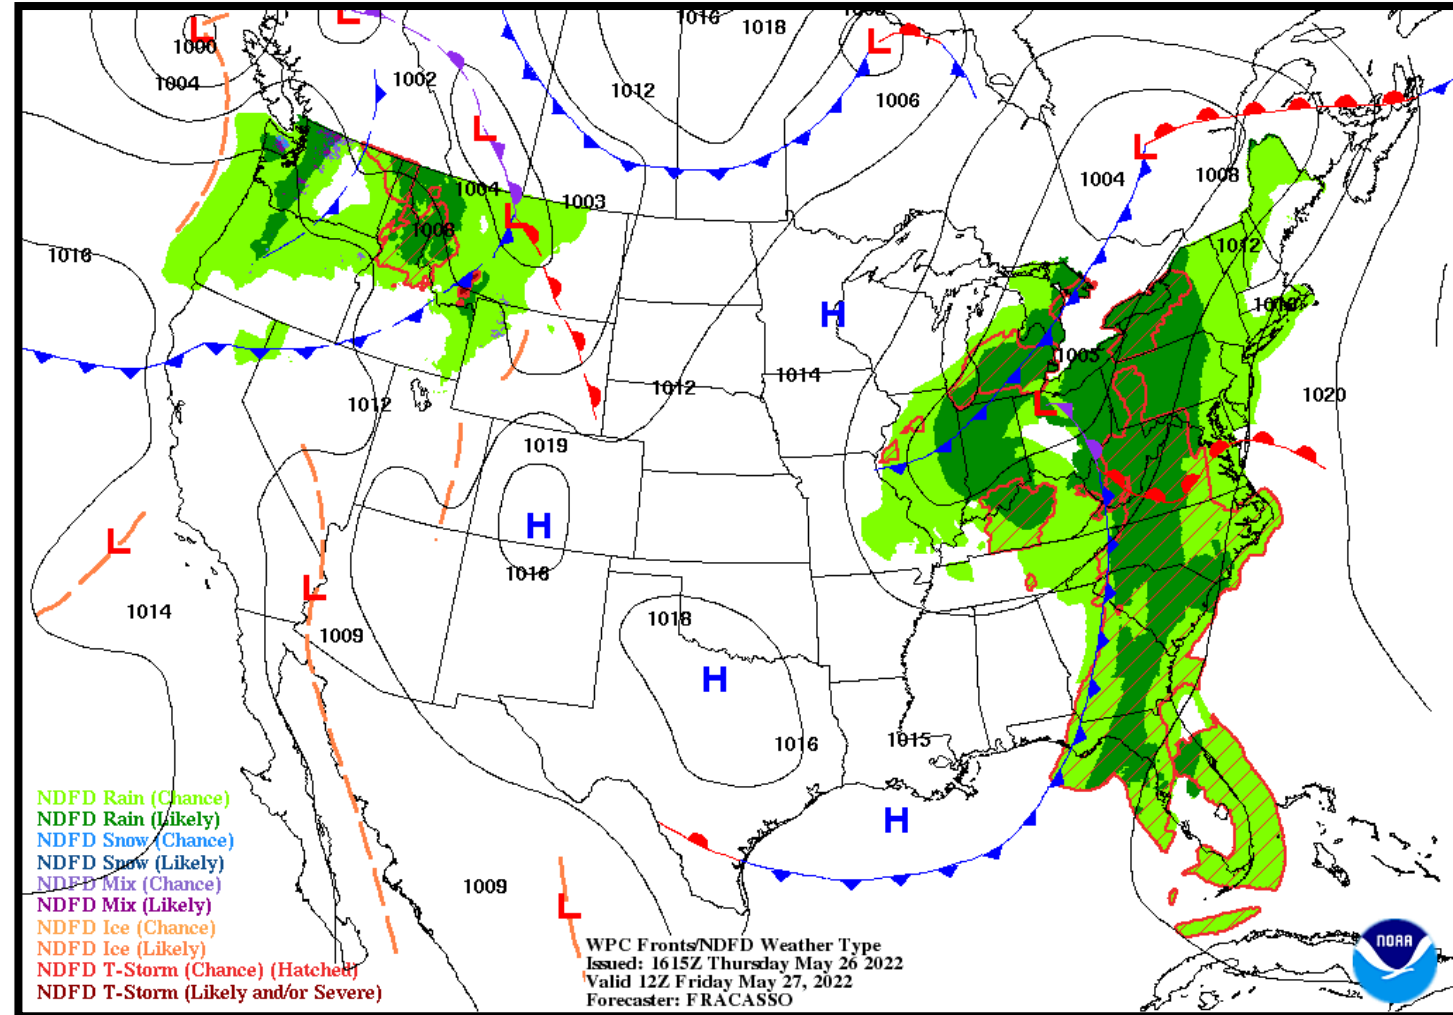 L
L
1000
1004
1002
1016
1018
1012
L
1006
L
1004
1003
1008
L
1016
L
1004
1008
1012
1010
H
1005
1014
1012
1012
1020
L
1019
H
1016
L
1014
L
1009
1018
H
1016
1015
H
1009
L
NDFD Rain (Chance)
NDFD Rain (Likely)
NDFD Snow (Chance)
NDFD Snow (Likely)
NDFD Mix (Chance)
NDFD Mix (Likely)
NDFD Ice (Chance)
NDFD Ice (Likely)
NDFD T-Storm (Chance) (Hatched)
NDFD T-Storm (Likely and/or Severe)
WPC Fronts/NDFD Weather Type
Issued: 1615Z Thursday May 26 2022
Valid 12Z Friday May 27, 2022
Forecaster: FRACASSO
NOAA